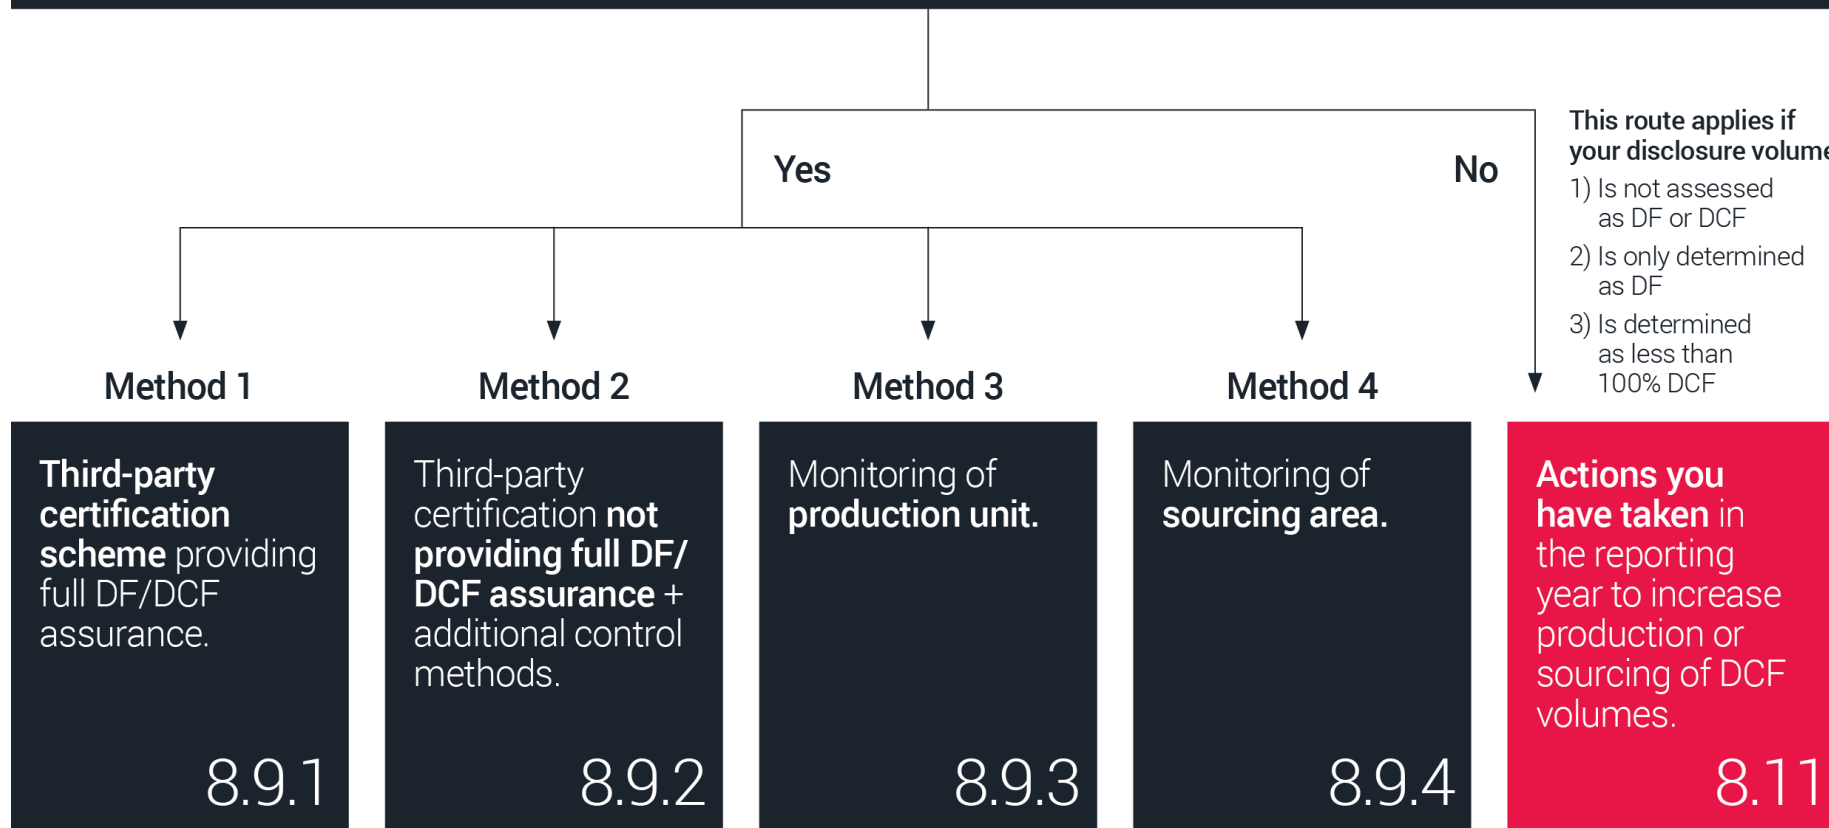 Yes
No
This route applies if
your disclosure volume
1) Is not assessed
as DF or DCF
2) Is only determined
as DF
3) Is determined
as less than
100% DCF
Method 1
Third-party
certification
scheme providing
full DF/DCF
assurance.
8.9.1
Method 2
Third-party
certification not
providing full DF/
DCF assurance +
additional control
methods.
8.9.2
Method 3
Monitoring of
production unit.
8.9.3
Method 4
Monitoring of
sourcing area.
8.9.4
Actions you
have taken in
the reporting
year to increase
production or
sourcing of DCF
volumes.
8.11